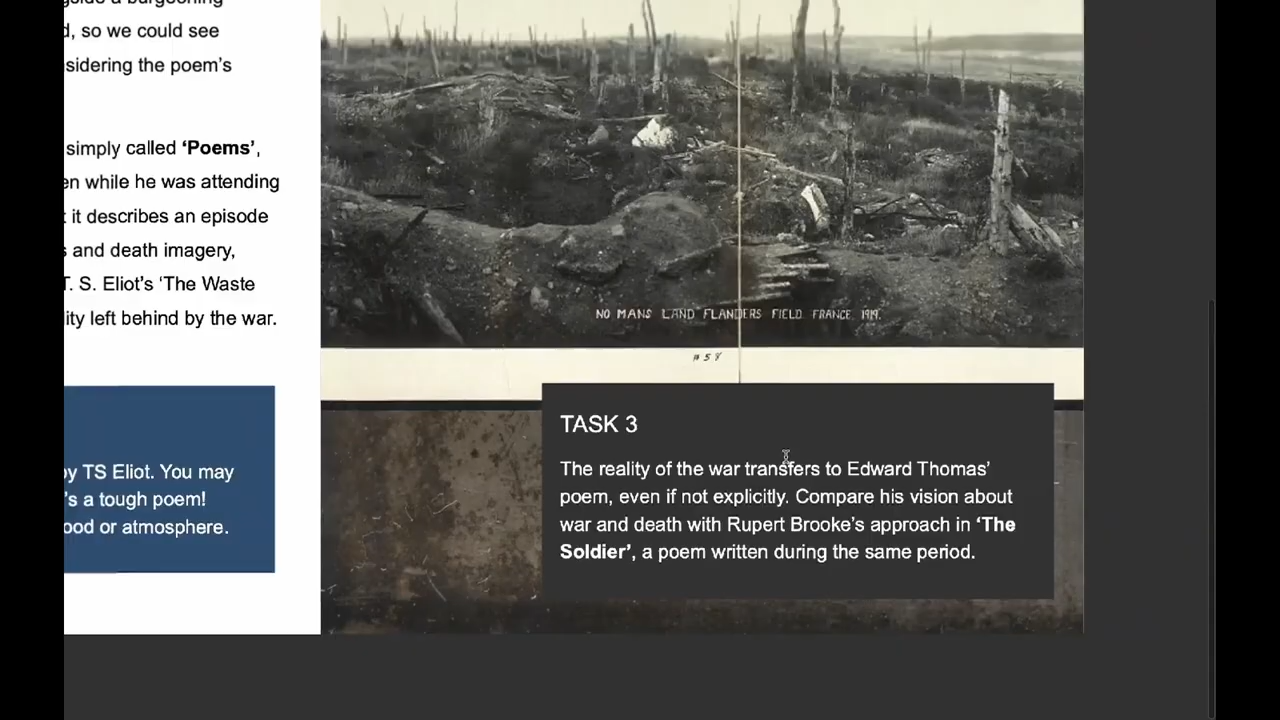 gside a burgeoning
d, so we could see
sidering the poem’s
simply called ‘Poems’,
en while he was attending
it describes an episode
s and death imagery,
T. S. Eliot’s ‘The Waste
lity left behind by the war.
by TS Eliot. You may
’s a tough poem!
ood or atmosphere.
NO MANS LAND FLANDERS FIELD. FRANCE. 1919.
#58
TASK 3
The reality of the war transfers to Edward Thomas’
poem, even if not explicitly. Compare his vision about
war and death with Rupert Brooke’s approach in ‘The
Soldier’, a poem written during the same period.